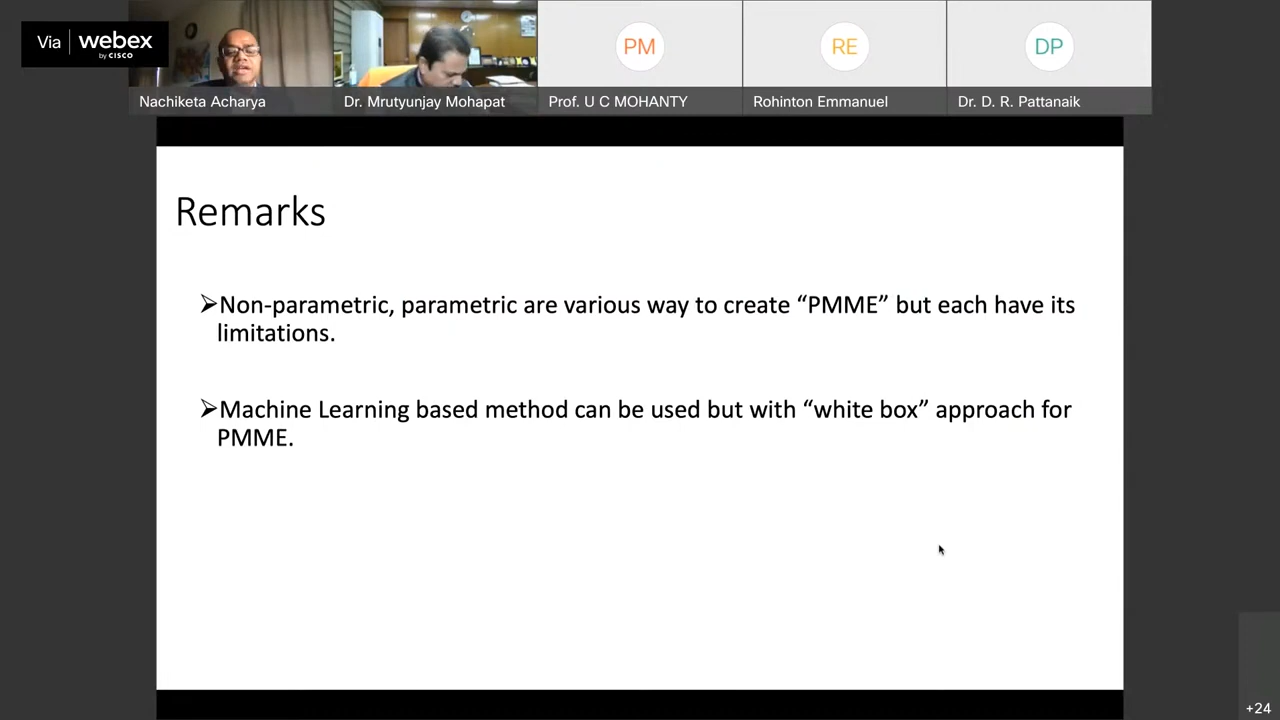 Via webex
by CISCO
PM
RE
DP
Nachiketa Acharya
Dr. Mrutyunjay Mohapat
Prof. U C MOHANTY
Rohinton Emmanuel
Dr. D. R. Pattanaik
Remarks
➢Non-parametric, parametric are various way to create “PMME” but each have its
limitations.
➢Machine Learning based method can be used but with “white box” approach for
PMME.
+24